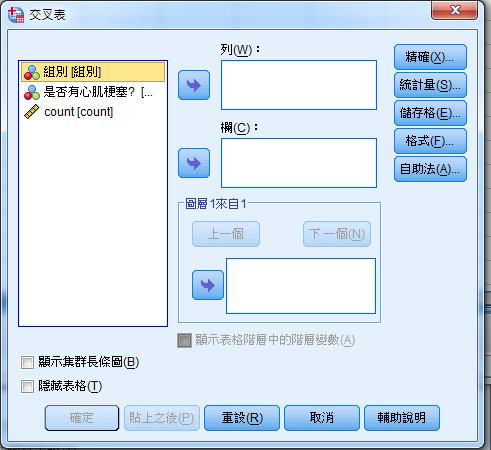 交叉表
列(W)：
組別 [組別]
是否有心肌梗塞? [...
count [count]
欄(C)：
圖層1來自1
上一個
下一個(N)
顯示表格階層中的階層變數(A)
精確(X)...
統計量(S)...
儲存格(E)...
格式(F)...
自助法(A)...
顯示集群長條圖(B)
隱藏表格(T)
確定
貼上之後(P)
重設(R)
取消
輔助說明